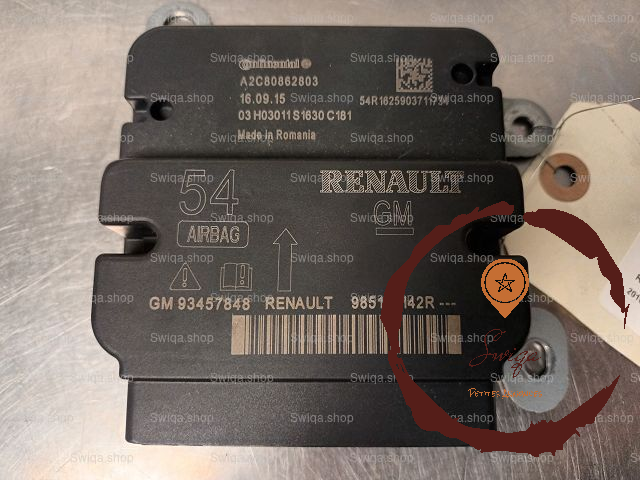 Continental
A2C80862803
16.09.15
03 H03011 S1630 C181
Made in Romania
54
RENAULT
GM
AIRBAG
GM 93457848 RENAULT
Swiqa
Swiqa.shop